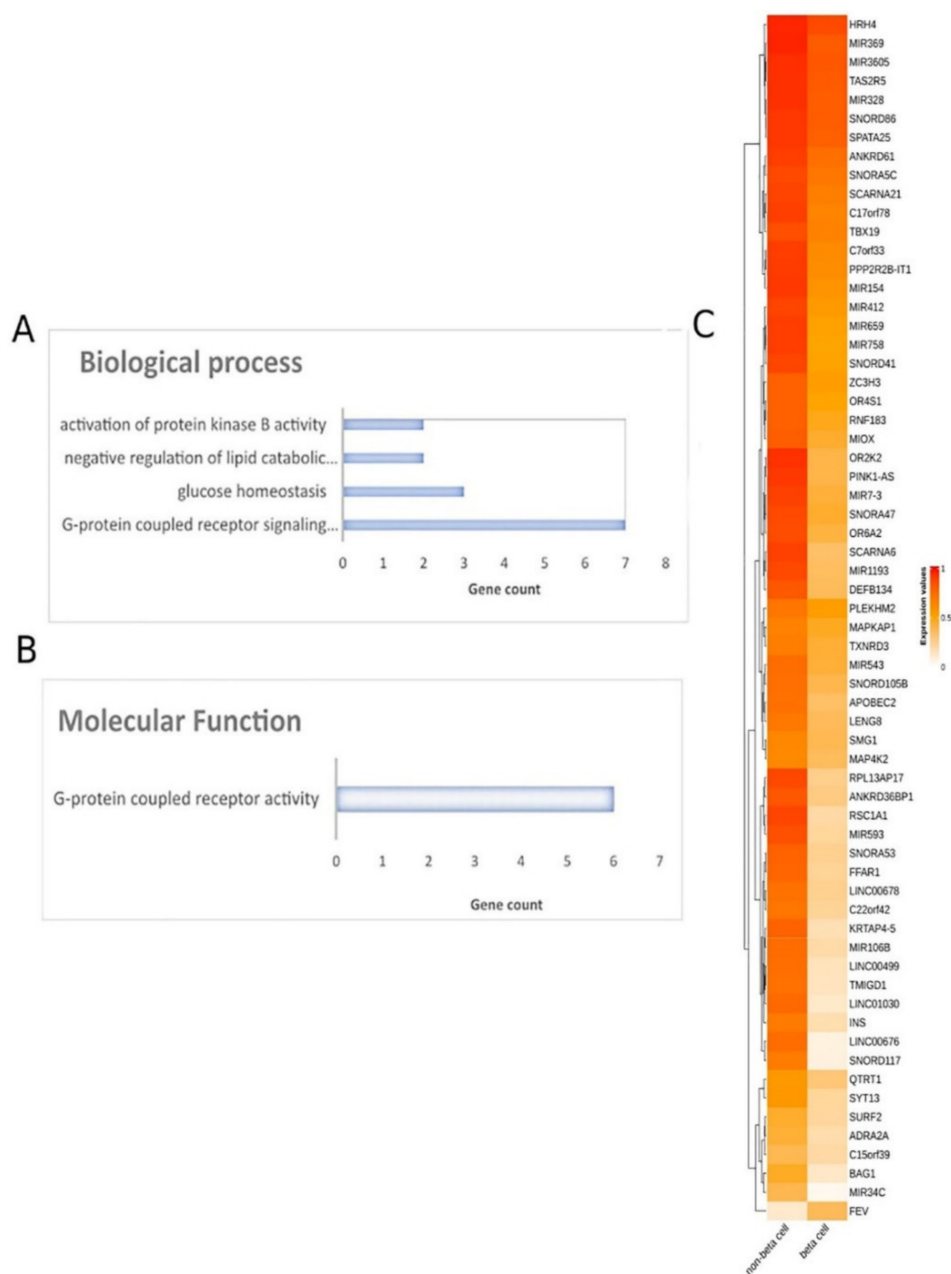 A
Biological process
activation of protein kinase B activity
negative regulation of lipid catabolic...
glucose homeostasis
G-protein coupled receptor signaling...
0 1 2 3 4 5 6 7 8
Gene count
B
Molecular Function
G-protein coupled receptor activity
0 1 2 3 4 5 6 7
Gene count
C
HRH4
MIR369
MIR3605
TAS2R5
MIR328
SNORD86
SPATA25
ANKRD61
SNORA5C
SCARNA21
C17orf78
TBX19
C7orf33
PPP2R2B-IT1
MIR154
MIR412
MIR659
MIR758
SNORD41
ZC3H3
OR4S1
RNF183
MIOX
OR2K2
PINK1-AS
MIR7-3
SNORA47
OR6A2
SCARNA6
MIR1193
DEFB134
PLEKHM2
MAPKAP1
TXNRD3
MIR543
SNORD105B
APOBEC2
LENG8
SMG1
MAP4K2
RPL13AP17
ANKRD36BP1
RSC1A1
MIR593
SNORA53
FFAR1
LINC00678
C22orf42
KRTAP4-5
MIR106B
LINC00499
TMIGD1
LINC01030
INS
LINC00676
SNORD117
QTRT1
SYT13
SURF2
ADRA2A
C15orf39
BAG1
MIR34C
FEV
non-beta cell
beta cell
Expression values
1
0.5
0